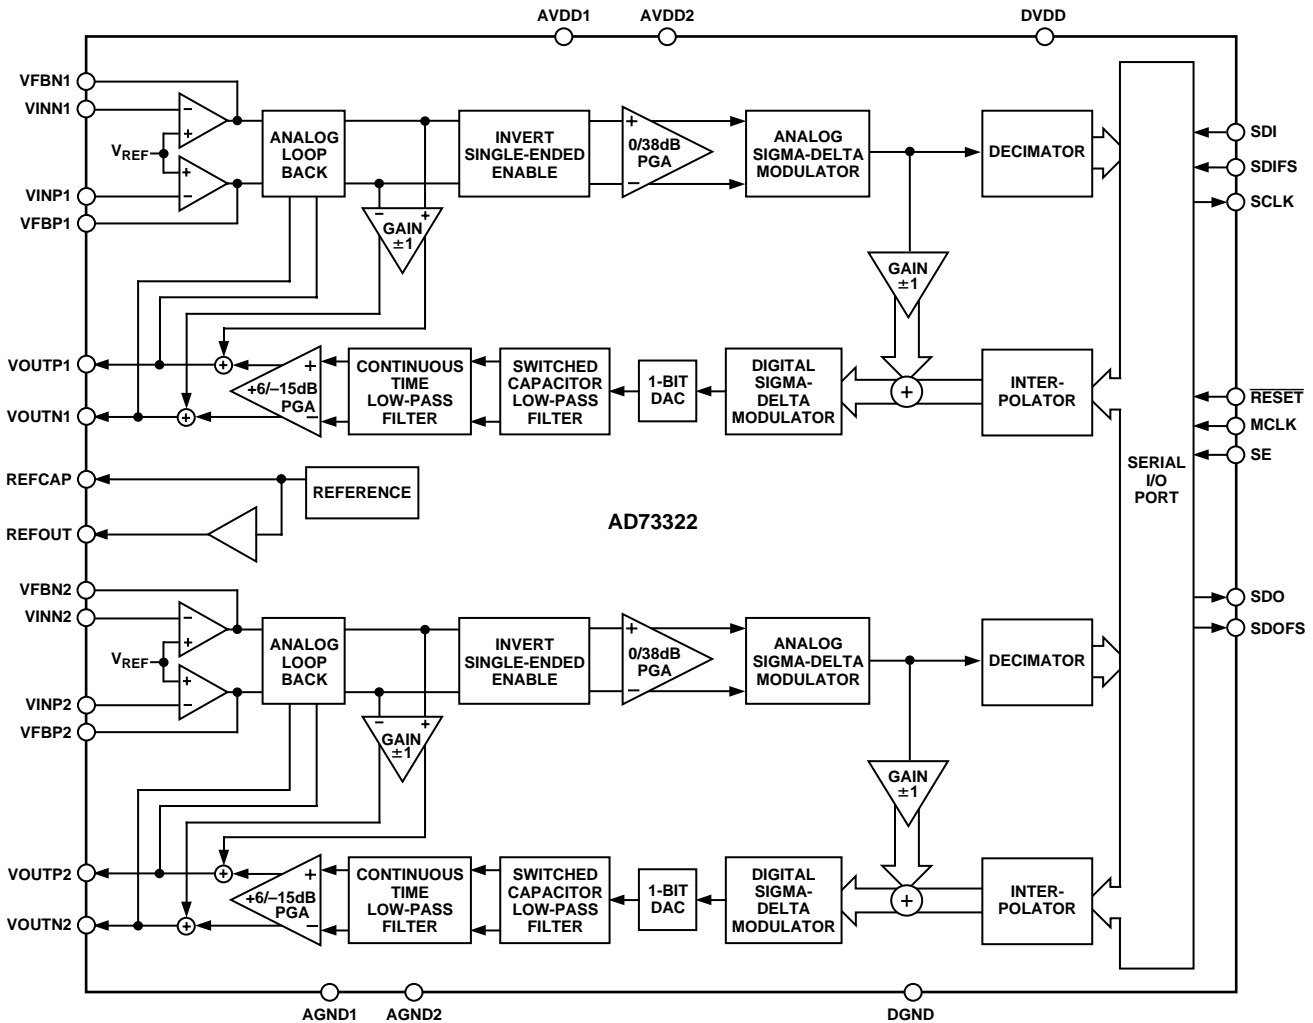 AVDD1
AVDD2
DVDD
VFBN1
VINN1
VREF
VINP1
VFBP1
−
+
+
−
ANALOG
LOOP
BACK
INVERT
SINGLE-ENDED
ENABLE
+
0/38dB
PGA
−
ANALOG
SIGMA-DELTA
MODULATOR
DECIMATOR
SDI
SDIFS
SCLK
− +
GAIN
±1
GAIN
±1
VOUTP1
VOUTN1
+
+
+
+6/–15dB
PGA
−
CONTINUOUS
TIME
LOW-PASS
FILTER
SWITCHED
CAPACITOR
LOW-PASS
FILTER
1-BIT
DAC
DIGITAL
SIGMA-
DELTA
MODULATOR
+
INTER-
POLATOR
RESET
MCLK
SE
SERIAL
I/O
PORT
REFCAP
REFOUT
REFERENCE
AD73322
VFBN2
VINN2
VREF
VINP2
VFBP2
−
+
+
−
ANALOG
LOOP
BACK
INVERT
SINGLE-ENDED
ENABLE
+
0/38dB
PGA
−
ANALOG
SIGMA-DELTA
MODULATOR
DECIMATOR
SDO
SDOFS
− +
GAIN
±1
GAIN
±1
VOUTP2
VOUTN2
+
+
+
+6/–15dB
PGA
−
CONTINUOUS
TIME
LOW-PASS
FILTER
SWITCHED
CAPACITOR
LOW-PASS
FILTER
1-BIT
DAC
DIGITAL
SIGMA-
DELTA
MODULATOR
+
INTER-
POLATOR
AGND1
AGND2
DGND